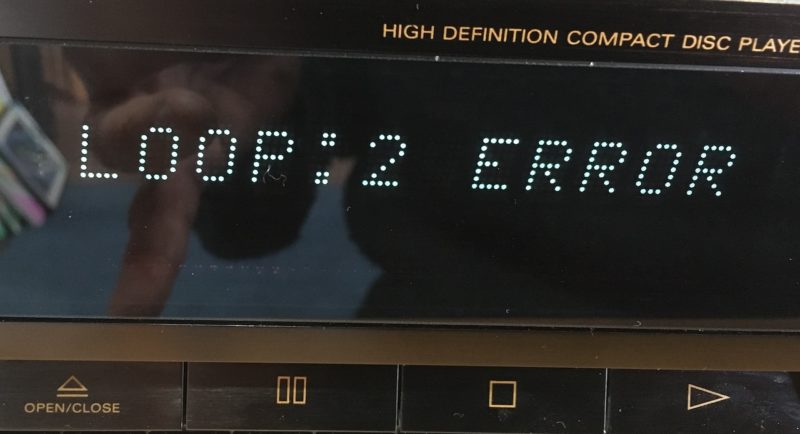 HIGH DEFINITION COMPACT DISC PLAYE
LOOP:2 ERROR
OPEN/CLOSE